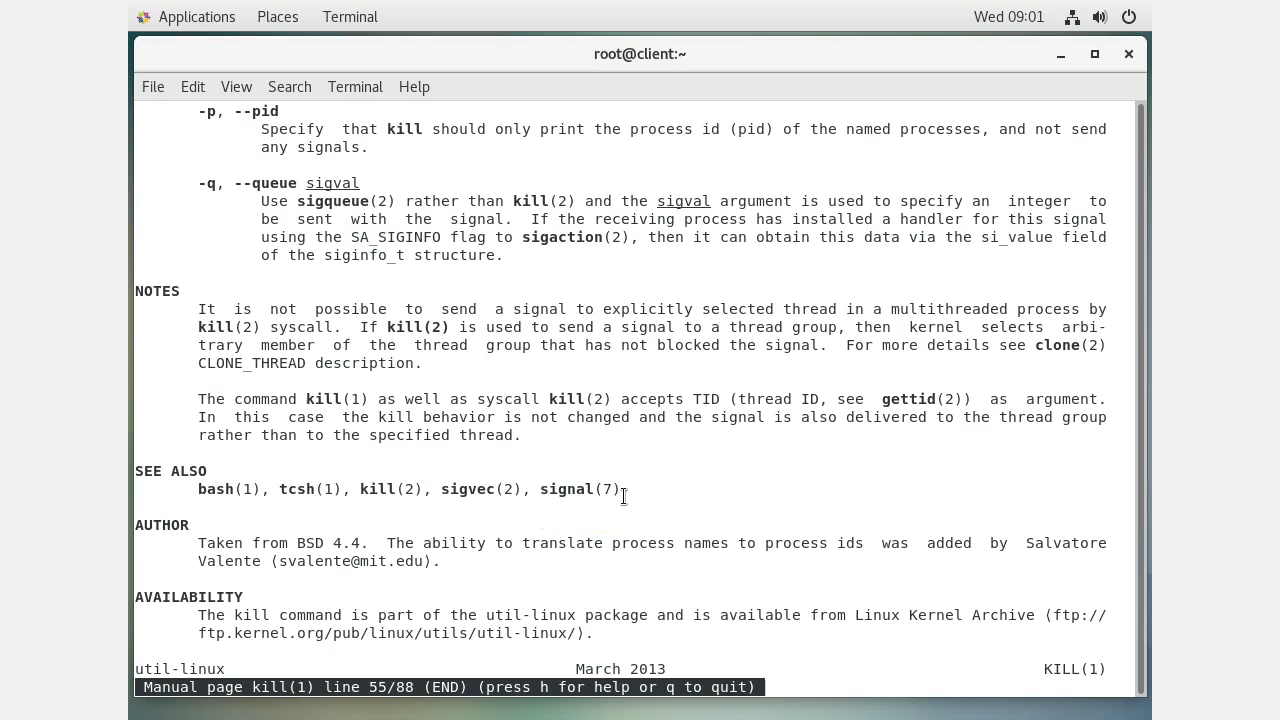 Applications Places Terminal Wed 09:01
root@client:~
File Edit View Search Terminal Help
-p, --pid
Specify that kill should only print the process id (pid) of the named processes, and not send
any signals.
-q, --queue sigval
Use sigqueue(2) rather than kill(2) and the sigval argument is used to specify an integer to
be sent with the signal. If the receiving process has installed a handler for this signal
using the SA_SIGINFO flag to sigaction(2), then it can obtain this data via the si_value field
of the siginfo_t structure.
NOTES
It is not possible to send a signal to explicitly selected thread in a multithreaded process by
kill(2) syscall. If kill(2) is used to send a signal to a thread group, then kernel selects arbi-
trary member of the thread group that has not blocked the signal. For more details see clone(2)
CLONE_THREAD description.
The command kill(1) as well as syscall kill(2) accepts TID (thread ID, see gettid(2)) as argument.
In this case the kill behavior is not changed and the signal is also delivered to the thread group
rather than to the specified thread.
SEE ALSO
bash(1), tcsh(1), kill(2), sigvec(2), signal(7)
AUTHOR
Taken from BSD 4.4. The ability to translate process names to process ids was added by Salvatore
Valente ⟨svalente@mit.edu⟩.
AVAILABILITY
The kill command is part of the util-linux package and is available from Linux Kernel Archive ⟨ftp://
ftp.kernel.org/pub/linux/utils/util-linux/⟩.
util-linux March 2013 KILL(1)
Manual page kill(1) line 55/88 (END) (press h for help or q to quit)